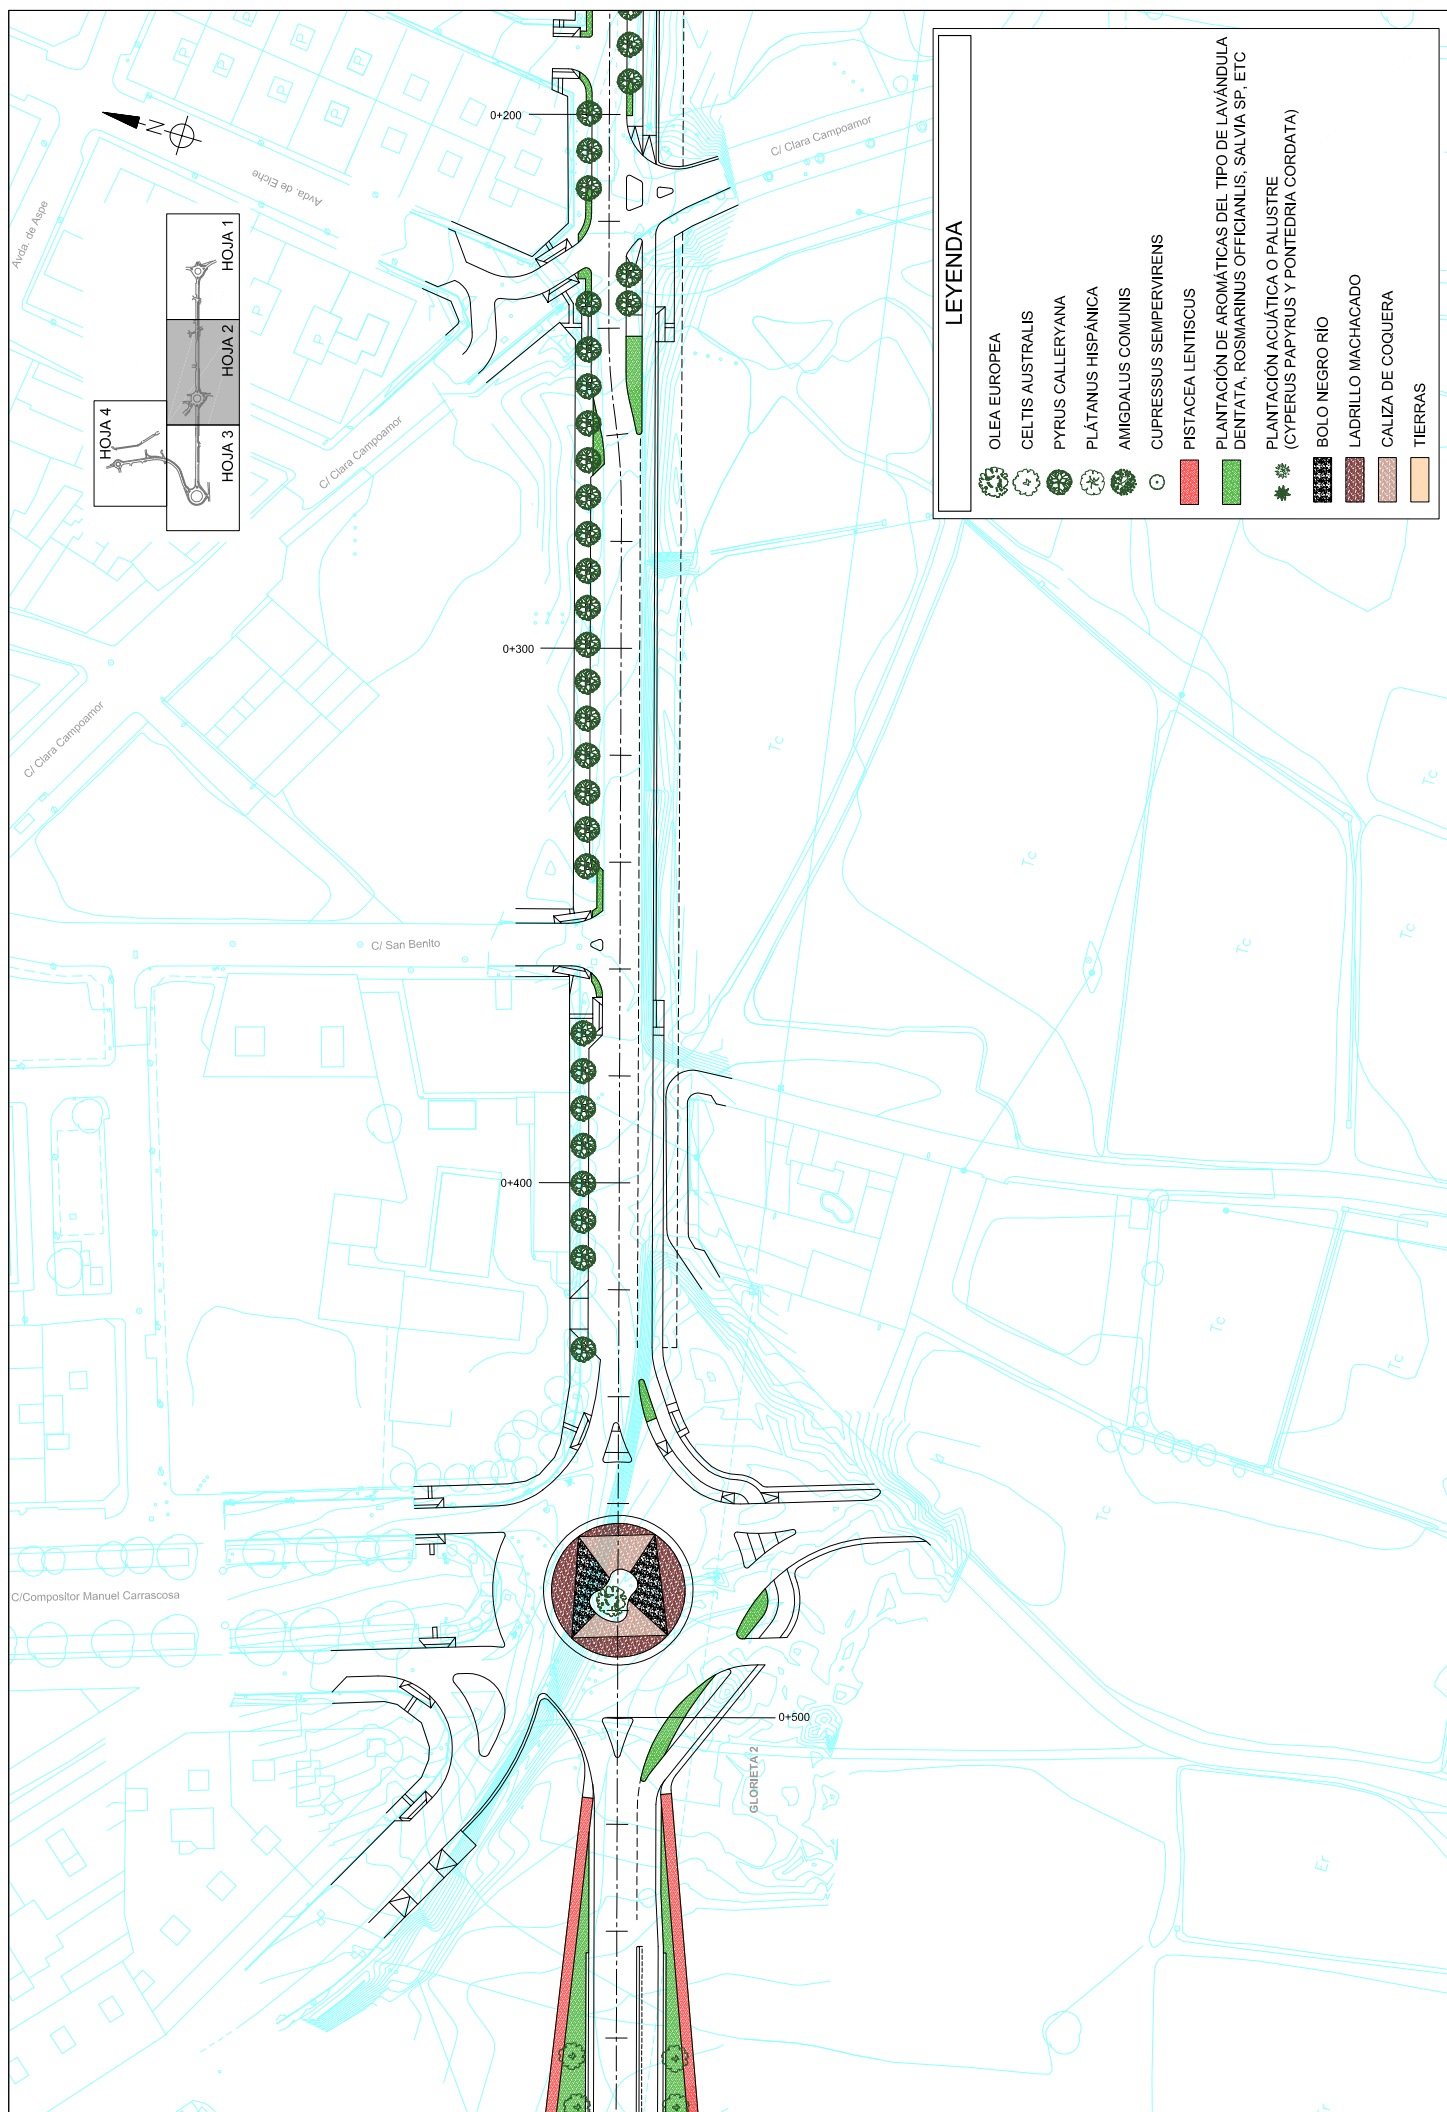 Avda. de Aspe
Avda. de Elche
N
HOJA 1
HOJA 2
HOJA 3
HOJA 4
0+200
C/ Clara Campoamor
C/ Clara Campoamor
C/ Clara Campoamor
0+300
C/ San Benito
0+400
C/Compositor Manuel Carrascosa
0+500
GLORIETA 2
P
P
P
P
P
P
P
Tc
Tc
Tc
Tc
Tc
Tc
Tc
Tc
Er
Er
LEYENDA
OLEA EUROPEA
CELTIS AUSTRALIS
PYRUS CALLERYANA
PLÁTANUS HISPÁNICA
AMIGDALUS COMUNIS
CUPRESSUS SEMPERVIRENS
PISTACEA LENTISCUS
PLANTACIÓN DE AROMÁTICAS DEL TIPO DE LAVÁNDULA
DENTATA, ROSMARINUS OFFICIANLIS, SALVIA SP, ETC
PLANTACIÓN ACUÁTICA O PALUSTRE
(CYPERUS PAPYRUS Y PONTEDRIA CORDATA)
BOLO NEGRO RÍO
LADRILLO MACHACADO
CALIZA DE COQUERA
TIERRAS